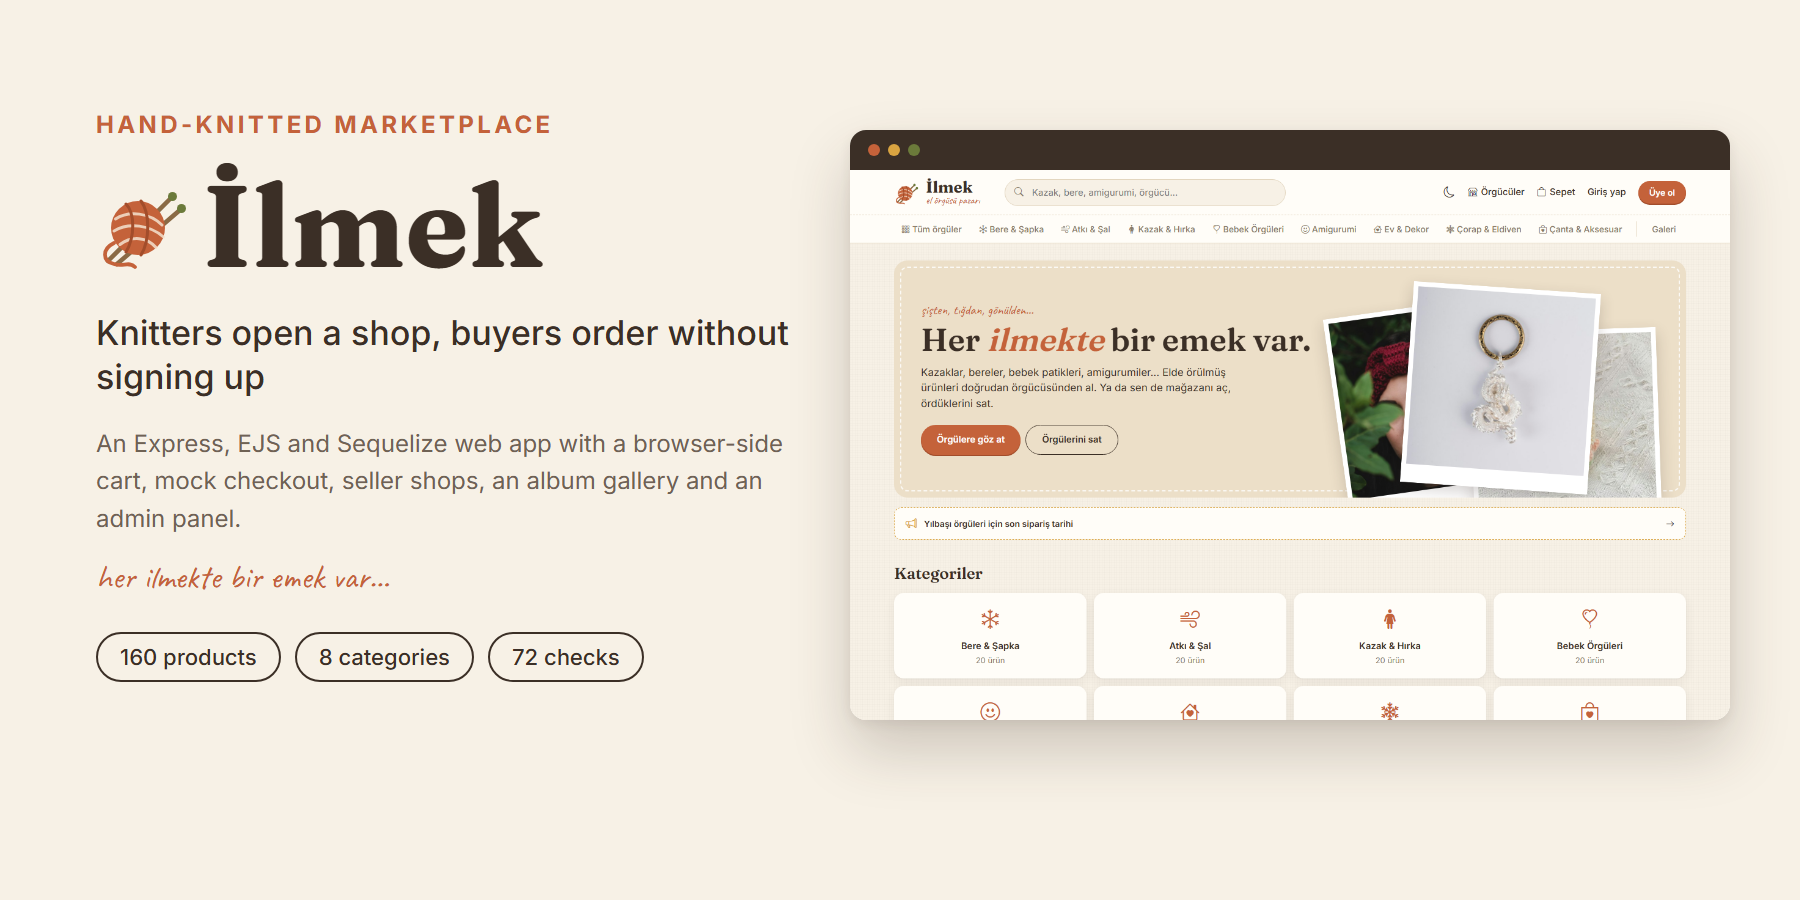 HAND-KNITTED MARKETPLACE
İlmek
Knitters open a shop, buyers order without
signing up
An Express, EJS and Sequelize web app with a browser-side
cart, mock checkout, seller shops, an album gallery and an
admin panel.
her ilmekte bir emek var...
160 products
8 categories
72 checks
İlmek
el örgüsü pazarı
Kazak, bere, amigurumi, örgücü...
Örgücüler
Sepet
Giriş yap
Üye ol
Tüm örgüler
Bere & Şapka
Atkı & Şal
Kazak & Hırka
Bebek Örgüleri
Amigurumi
Ev & Dekor
Çorap & Eldiven
Çanta & Aksesuar
Galeri
şişten, tığdan, gönülden...
Her ilmekte bir emek var.
Kazaklar, bereler, bebek patikleri, amigurumiler... Elde örülmüş
ürünleri doğrudan örgücüsünden al. Ya da sen de mağazanı aç,
ördüklerini sat.
Örgülere göz at
Örgülerini sat
Yılbaşı örgüleri için son sipariş tarihi
Kategoriler
Bere & Şapka
20 ürün
Atkı & Şal
20 ürün
Kazak & Hırka
20 ürün
Bebek Örgüleri
20 ürün